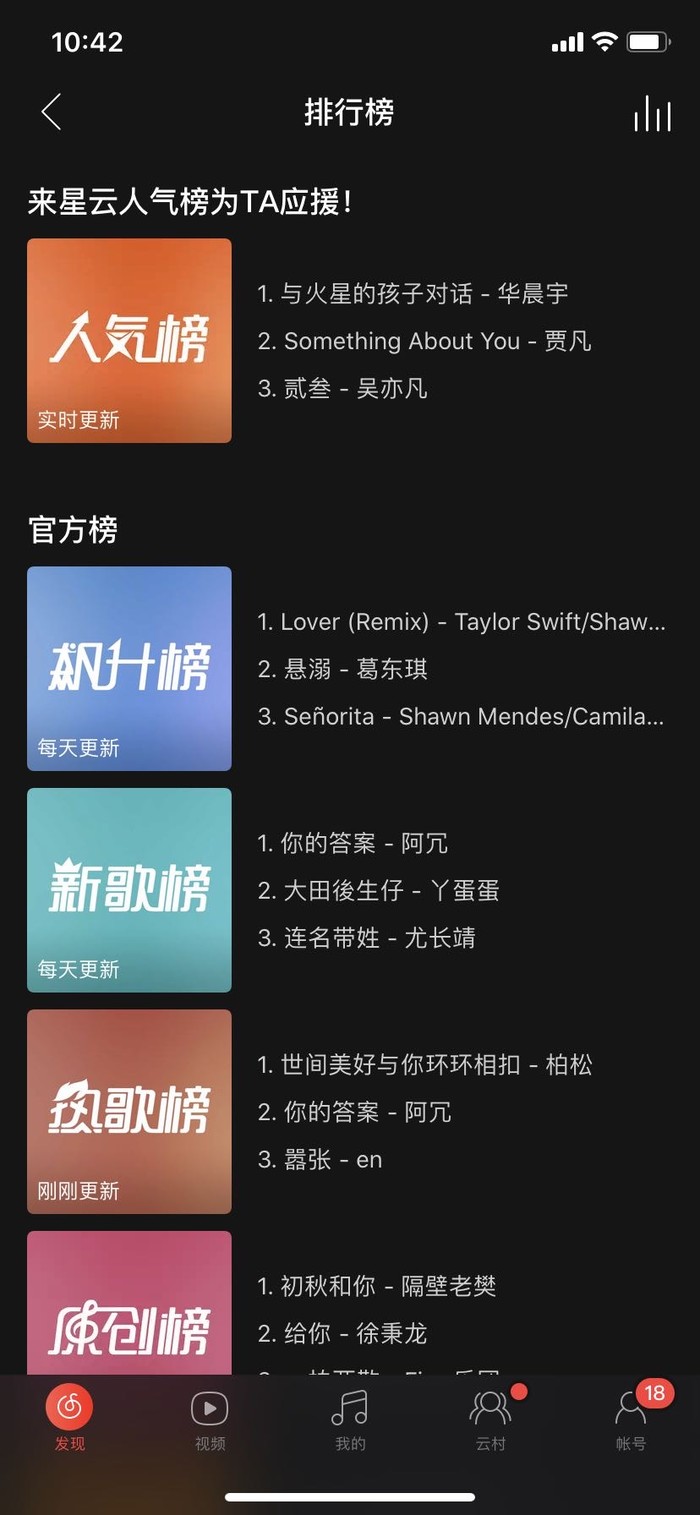 10:42
排行榜
来星云人气榜为TA应援!
人气榜
实时更新
1. 与火星的孩子对话 - 华晨宇
2. Something About You - 贾凡
3. 贰叁 - 吴亦凡
官方榜
飙升榜
每天更新
1. Lover (Remix) - Taylor Swift/Shaw...
2. 悬溺 - 葛东琪
3. Señorita - Shawn Mendes/Camila...
新歌榜
每天更新
1. 你的答案 - 阿冗
2. 大田後生仔 - 丫蛋蛋
3. 连名带姓 - 尤长靖
热歌榜
刚刚更新
1. 世间美好与你环环相扣 - 柏松
2. 你的答案 - 阿冗
3. 嚣张 - en
原创榜
1. 初秋和你 - 隔壁老樊
2. 给你 - 徐秉龙
发现
视频
我的
云村
18
帐号